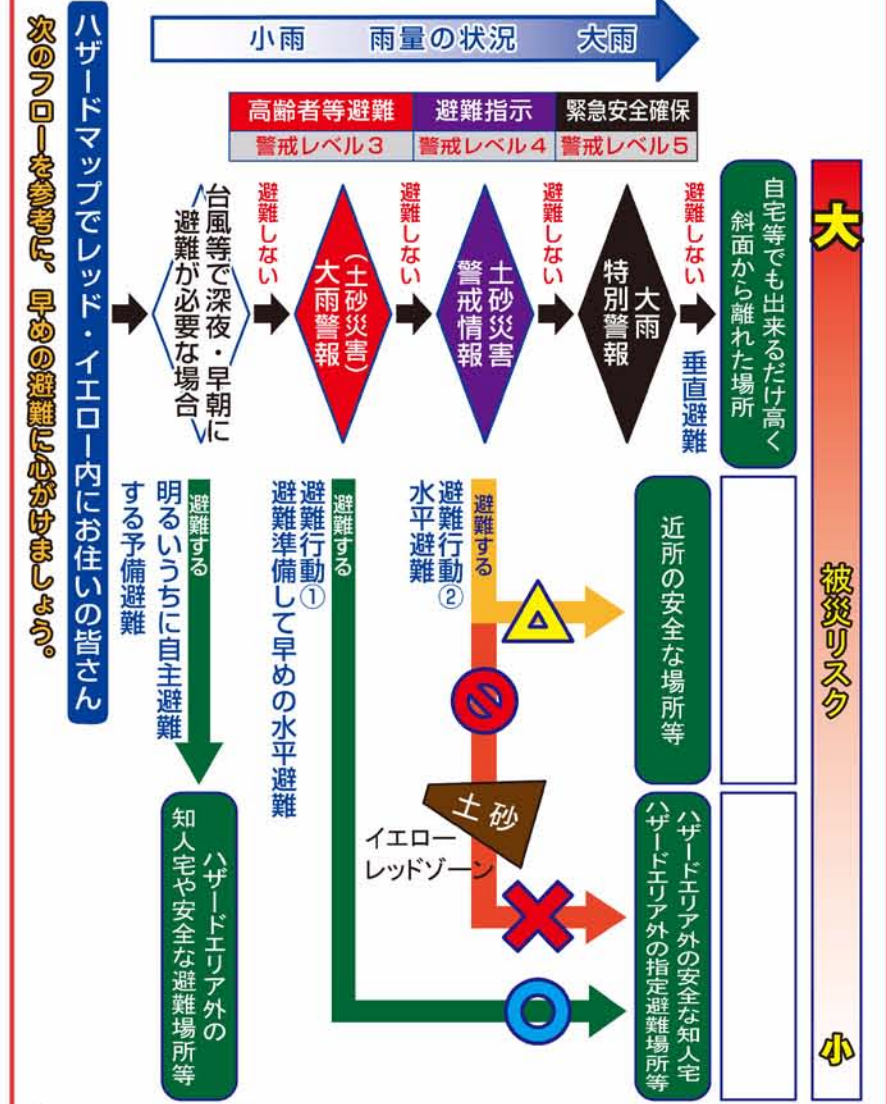 次のフローを参考に、早めの避難に心がけましょう。
ハザードマップでレッド・イエロー内にお住いの皆さん
小雨 雨量の状況 大雨
高齢者等避難
警戒レベル3
避難指示
警戒レベル4
緊急安全確保
警戒レベル5
台風等で深夜・早朝に
避難が必要な場合
避難しない
(土砂災害)
大雨警報
避難しない
土砂災害
警戒情報
避難しない
大雨
特別警報
避難しない
垂直避難
自宅等でも出来るだけ高く
斜面から離れた場所
大
被災リスク
小
避難する
明るいうちに自主避難
する予備避難
避難する
避難行動①
避難準備して早めの水平避難
避難する
避難行動②
水平避難
近所の安全な場所等
土砂
イエロー
レッドゾーン
ハザードエリア外の安全な知人宅
ハザードエリア外の指定避難場所等
ハザードエリア外の
知人宅や安全な避難場所等